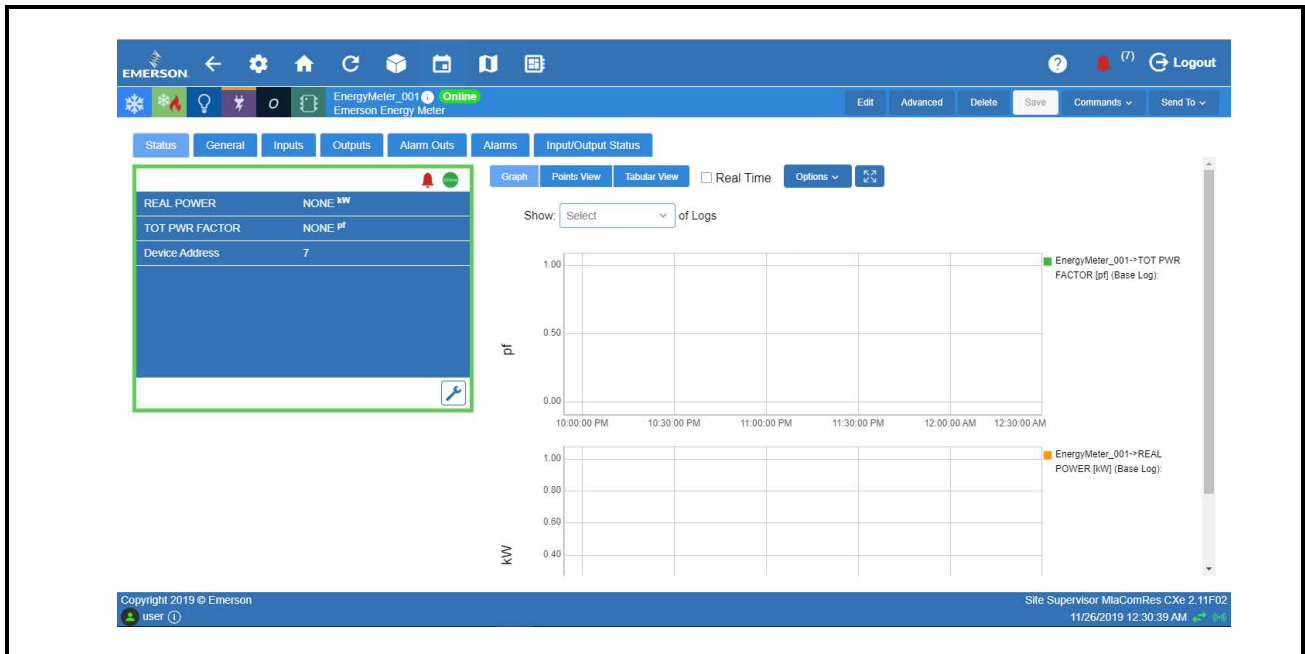 EMERSON
(7) Logout
EnergyMeter_001 Online
Emerson Energy Meter
Edit Advanced Delete Save Commands Send To
Status General Inputs Outputs Alarm Outs Alarms Input/Output Status
Online
REAL POWER NONE kW
TOT PWR FACTOR NONE pf
Device Address 7
Graph Points View Tabular View Real Time Options
Show: Select of Logs
1.00
0.50
0.00
pf
10:00:00 PM 10:30:00 PM 11:00:00 PM 11:30:00 PM 12:00:00 AM 12:30:00 AM
EnergyMeter_001->TOT PWR
FACTOR [pf] (Base Log):
1.00
0.80
0.60
0.40
kW
EnergyMeter_001->REAL
POWER [kW] (Base Log):
Copyright 2019 © Emerson
user
Site Supervisor MlaComRes CXe 2.11F02
11/26/2019 12:30:39 AM